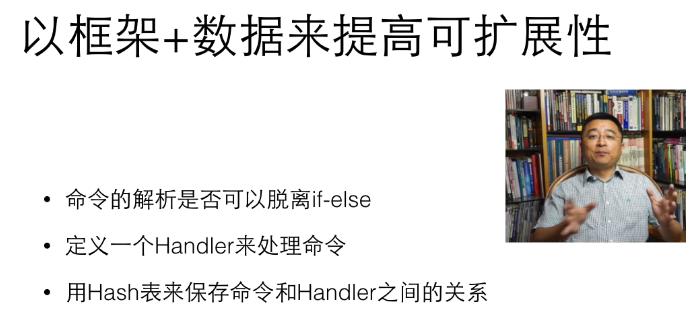 以框架+数据来提高可扩展性
• 命令的解析是否可以脱离if-else
• 定义一个Handler来处理命令
• 用Hash表来保存命令和Handler之间的关系